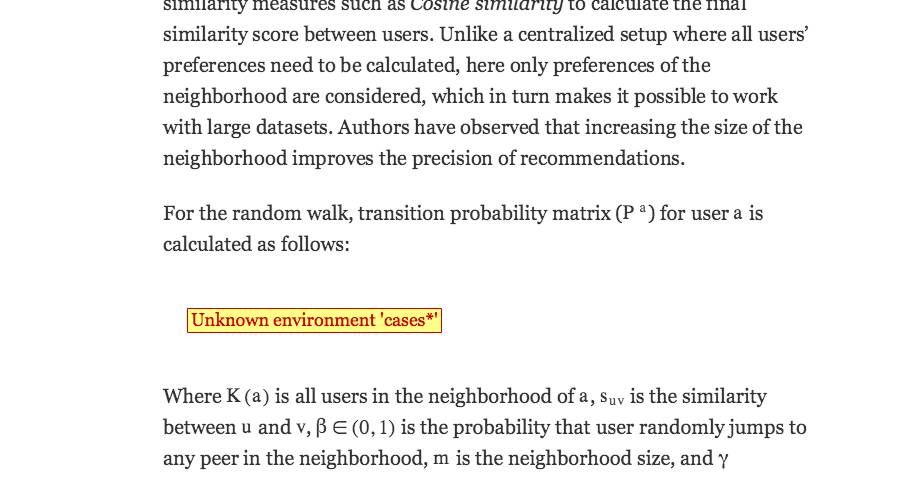 similarity measures such as Cosine similarity to calculate the final
similarity score between users. Unlike a centralized setup where all users’
preferences need to be calculated, here only preferences of the
neighborhood are considered, which in turn makes it possible to work
with large datasets. Authors have observed that increasing the size of the
neighborhood improves the precision of recommendations.
For the random walk, transition probability matrix (P ᵃ) for user a is
calculated as follows:
Unknown environment 'cases*'
Where K (a) is all users in the neighborhood of a, sᵤᵥ is the similarity
between u and v, β ∈ (0, 1) is the probability that user randomly jumps to
any peer in the neighborhood, m is the neighborhood size, and γ